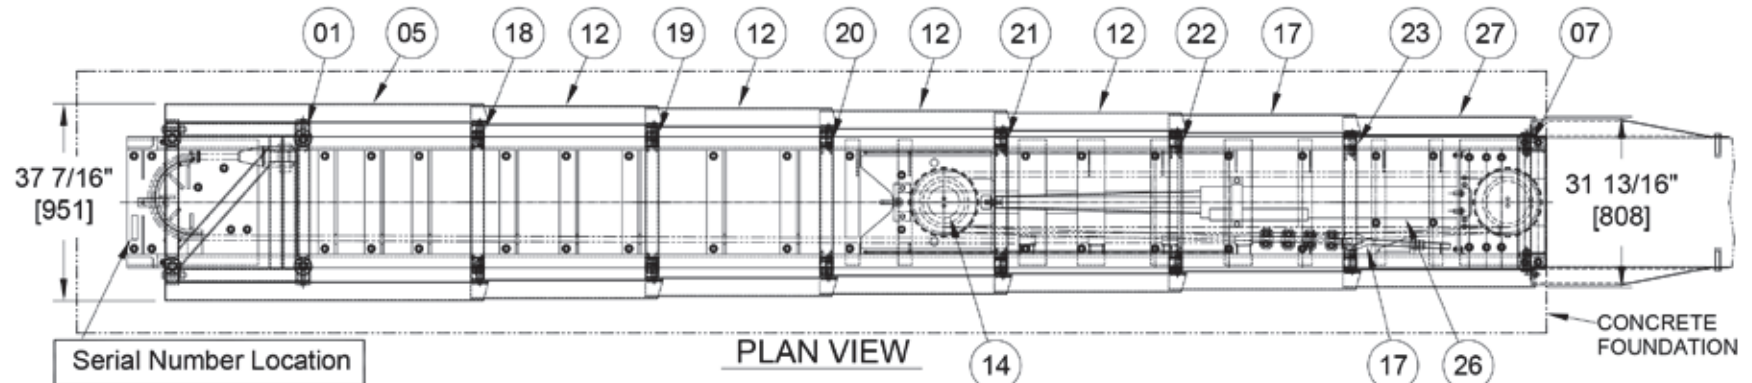 01 05 18 12 19 12 20 12 21 12 22 17 23 27 07
37 7/16"
[951]
31 13/16"
[808]
Serial Number Location
PLAN VIEW
14
17
26
CONCRETE
FOUNDATION